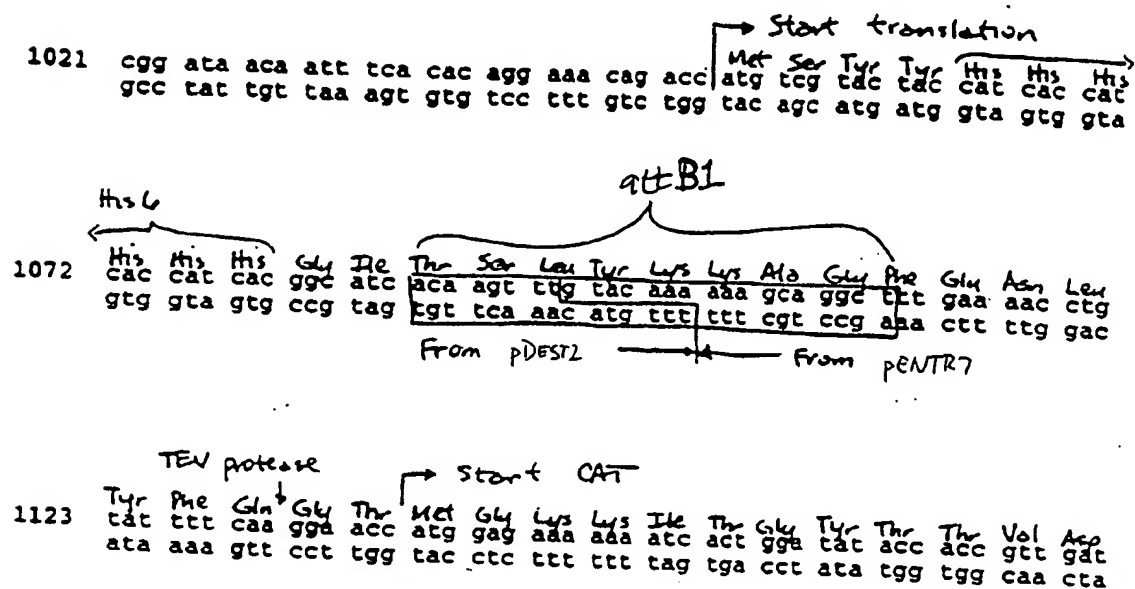 Start translation
Met Ser Tyr Tyr His His His
1021 cgg ata aca att tca cac agg aaa cag acc atg tcg tac tac cat cac cat
gcc tat tgt taa agt gtg tcc ttt gtc tgg tac agc atg atg gta gtg gta
attB1
His 6
His His His Gly Ile Thr Ser Leu Tyr Lys Lys Ala Gly Phe Glu Asn Leu
1072 cac cat cac ggc atc aca agt ttg tac aaa aaa gca ggc ttt gaa aac ctg
gtg gta gtg ccg tag tgt tca aac atg ttt ttt cgt ccg aaa ctt ttg gac
From pDEST2 From pENTR7
TEV protease Start CAT
Tyr Phe Gln Gly Thr Met Gly Lys Lys Ile Thr Gly Tyr Thr Thr Val Asp
1123 tat ttt caa gga acc atg gag aaa aaa atc act gga tat acc acc gtt gat
ata aaa gtt cct tgg tac ctc ttt ttt tag tga cct ata tgg tgg caa cta